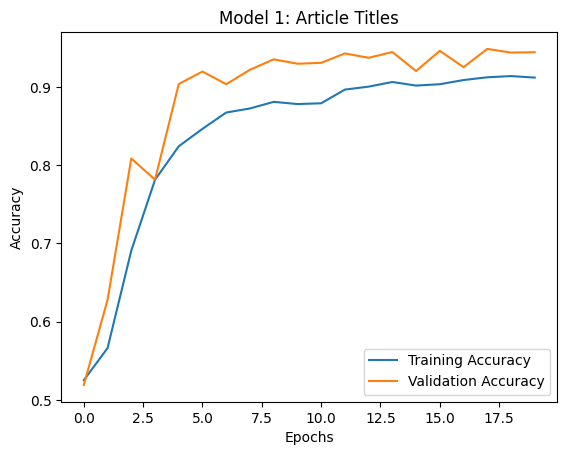 Model 1: Article Titles
Accuracy
0.9
0.8
0.7
0.6
0.5
Training Accuracy
Validation Accuracy
0.0 2.5 5.0 7.5 10.0 12.5 15.0 17.5
Epochs